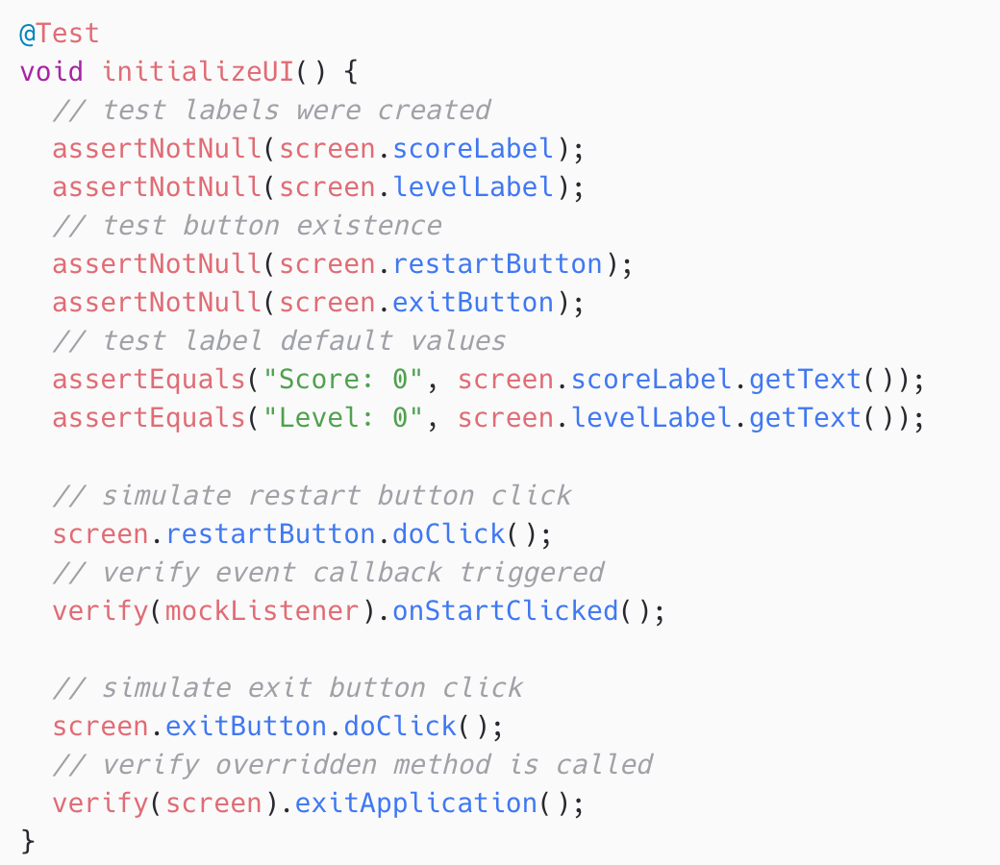 @Test
void initializeUI() {
  // test labels were created
  assertNotNull(screen.scoreLabel);
  assertNotNull(screen.levelLabel);
  // test button existence
  assertNotNull(screen.restartButton);
  assertNotNull(screen.exitButton);
  // test label default values
  assertEquals("Score: 0", screen.scoreLabel.getText());
  assertEquals("Level: 0", screen.levelLabel.getText());

  // simulate restart button click
  screen.restartButton.doClick();
  // verify event callback triggered
  verify(mockListener).onStartClicked();

  // simulate exit button click
  screen.exitButton.doClick();
  // verify overridden method is called
  verify(screen).exitApplication();
}